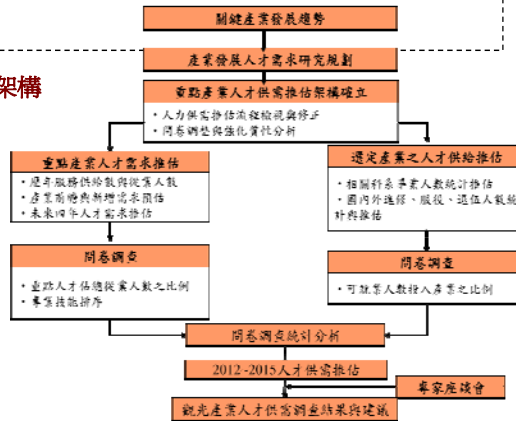 關鍵產業發展趨勢
產業發展人才需求研究規劃
架構
重點產業人才供需推估架構確立
・人力供需推估流程檢視與修正
・問卷調整與強化質性分析
重點產業人才需求推估
・歷年服務供給數與從業人數
・產業前瞻與新增需求預估
・未來四年人才需求推估
選定產業之人才供給推估
・相關科系畢業人數統計推估
・國內外進修、服役、退伍人數統
計與推估
問卷調查
・重點人才佔總從業人數之比例
・專業技能排序
問卷調查
・可就業人數投入產業之比例
問卷調查統計分析
2012-2015人才供需推估
專家座談會
觀光產業人才供需調查結果與建議